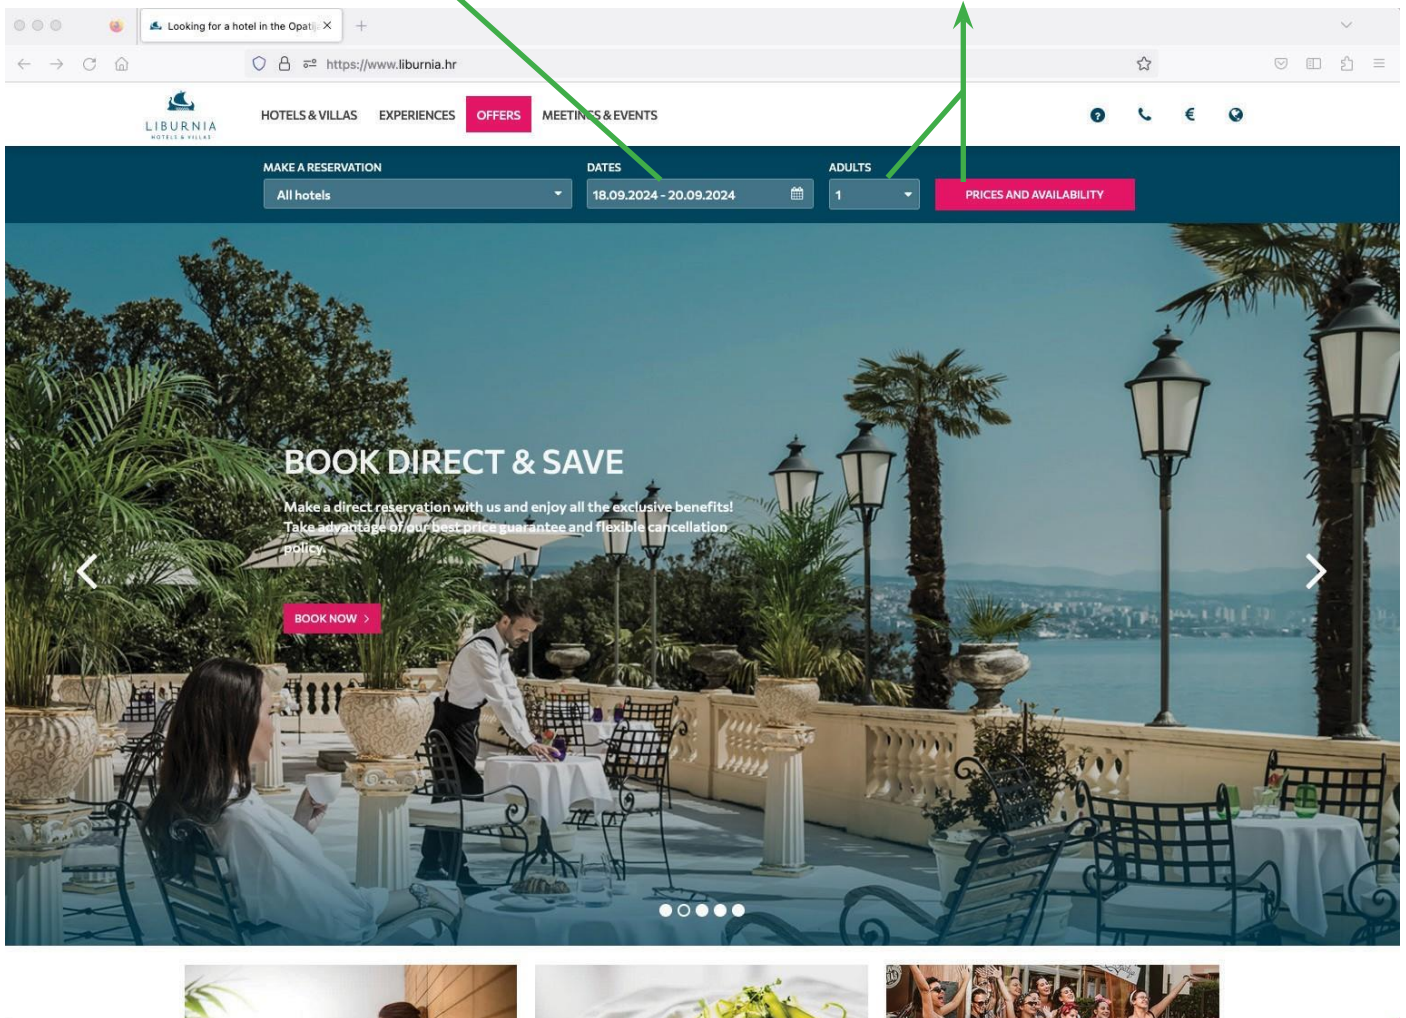 Looking for a hotel in the Opatij
https://www.liburnia.hr
LIBURNIA
HOTELS & VILLAS
HOTELS & VILLAS
EXPERIENCES
OFFERS
MEETINGS & EVENTS
MAKE A RESERVATION
DATES
ADULTS
All hotels
18.09.2024 - 20.09.2024
1
PRICES AND AVAILABILITY
BOOK DIRECT & SAVE
Make a direct reservation with us and enjoy all the exclusive benefits!
Take advantage of our best price guarantee and flexible cancellation
policy.
BOOK NOW >